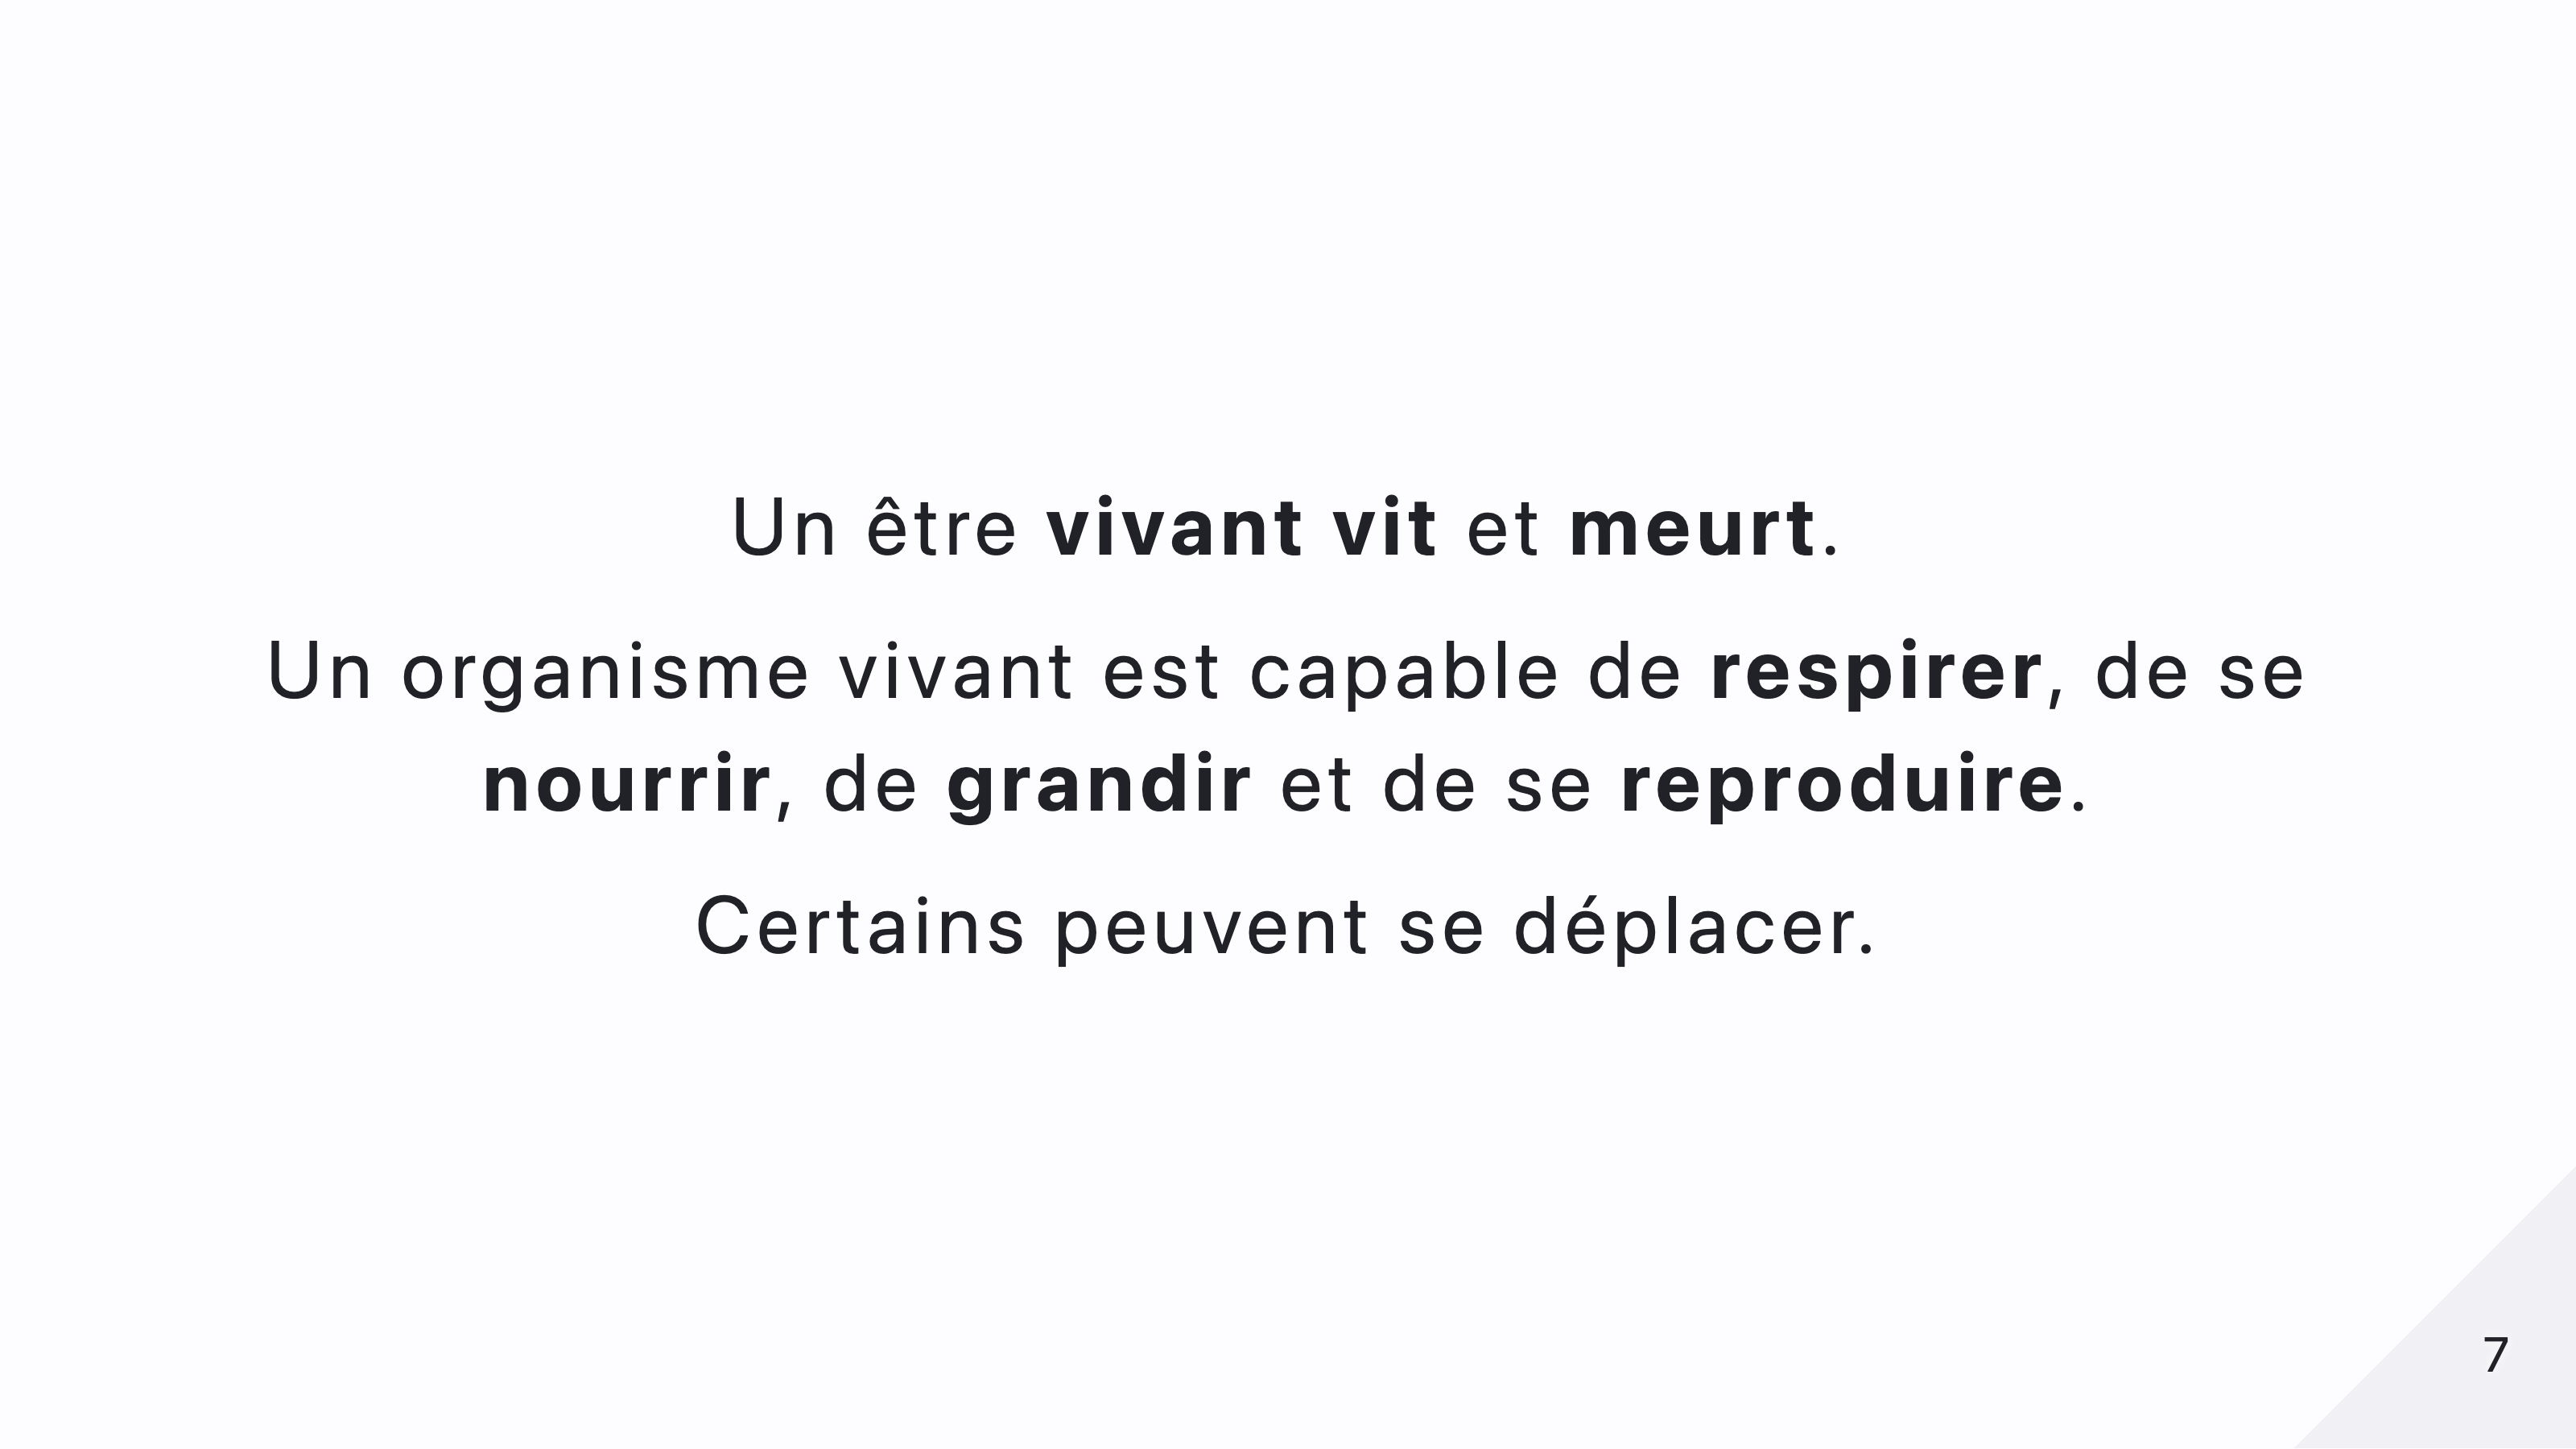 Un être vivant vit et meurt.
Un organisme vivant est capable de respirer, de se
nourrir, de grandir et de se reproduire.
Certains peuvent se déplacer.
7